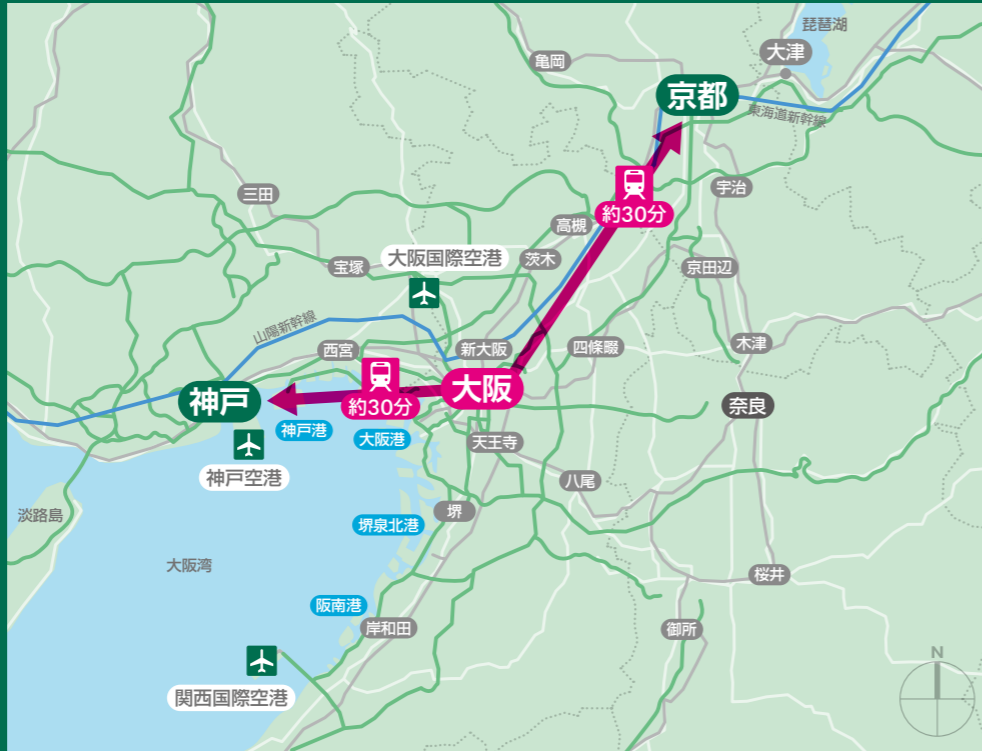 琵琶湖
大津
亀岡
京都
東海道新幹線
宇治
三田
約30分
高槻
大阪国際空港
茨木
宝塚
京田辺
山陽新幹線
西宮
新大阪
四條畷
木津
大阪
約30分
神戸
奈良
神戸港
大阪港
天王寺
神戸空港
八尾
淡路島
堺
堺泉北港
大阪湾
桜井
阪南港
岸和田
御所
N
関西国際空港